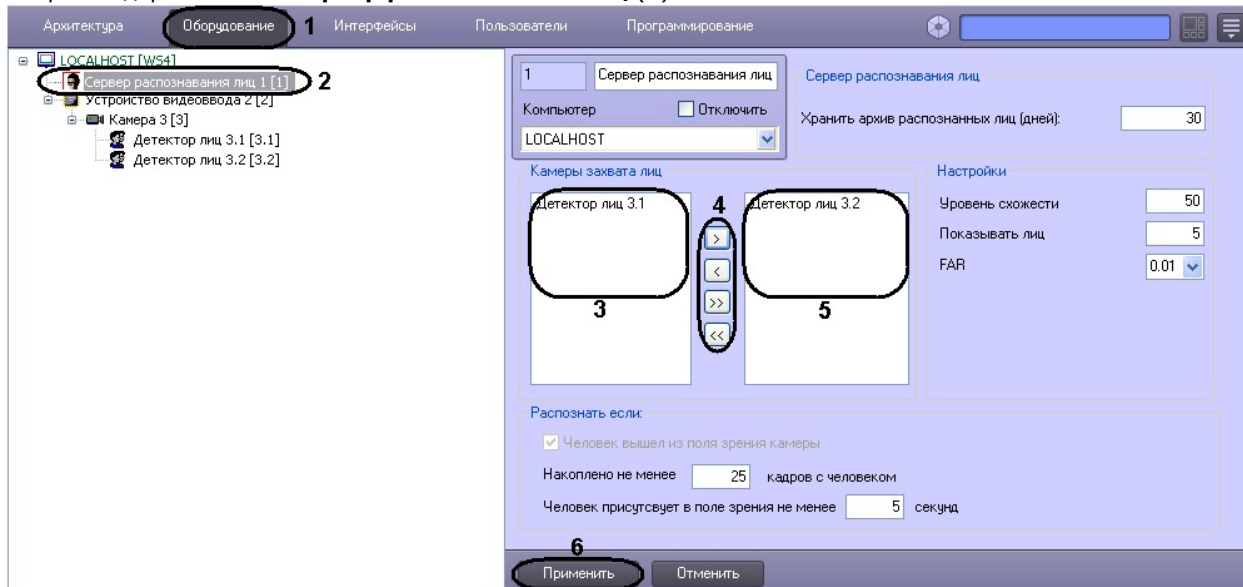 Архитектура Оборудование 1 Интерфейсы Пользователи Программирование
LOCALHOST [WS4]
Сервер распознавания лиц 1 [1] 2
Устройство видеоввода 2 [2]
Камера 3 [3]
Детектор лиц 3.1 [3.1]
Детектор лиц 3.2 [3.2]
1 Сервер распознавания лиц
Компьютер Отключить
LOCALHOST
Сервер распознавания лиц
Хранить архив распознанных лиц (дней): 30
Камеры захвата лиц
Детектор лиц 3.1 4 Детектор лиц 3.2
>
<
>>
<<
3 5
Настройки
Уровень схожести 50
Показывать лиц 5
FAR 0.01
Распознать если:
Человек вышел из поля зрения камеры
Накоплено не менее 25 кадров с человеком
Человек присутсвует в поле зрения не менее 5 секунд
6
Применить Отменить